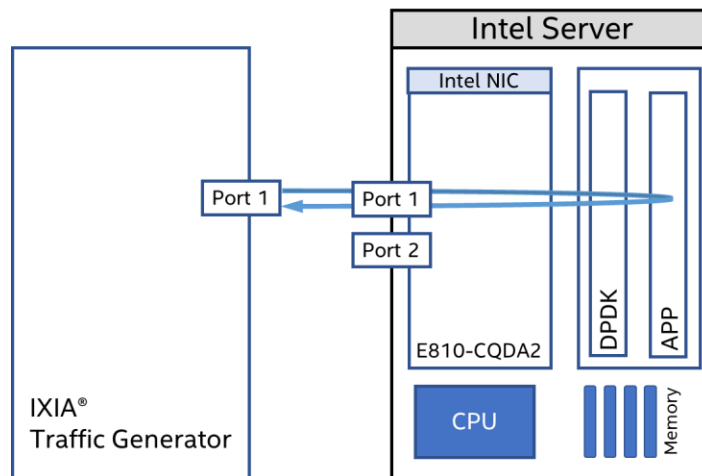 Intel Server
Intel NIC
Port 1
Port 1
Port 2
E810-CQDA2
DPDK
APP
IXIA®
Traffic Generator
CPU
Memory